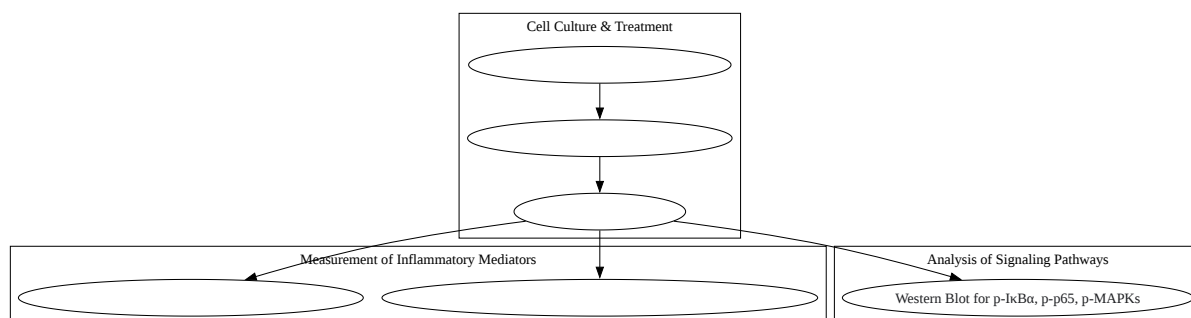 Cell Culture & Treatment
Measurement of Inflammatory Mediators
Analysis of Signaling Pathways
Western Blot for p-IκBα, p-p65, p-MAPKs